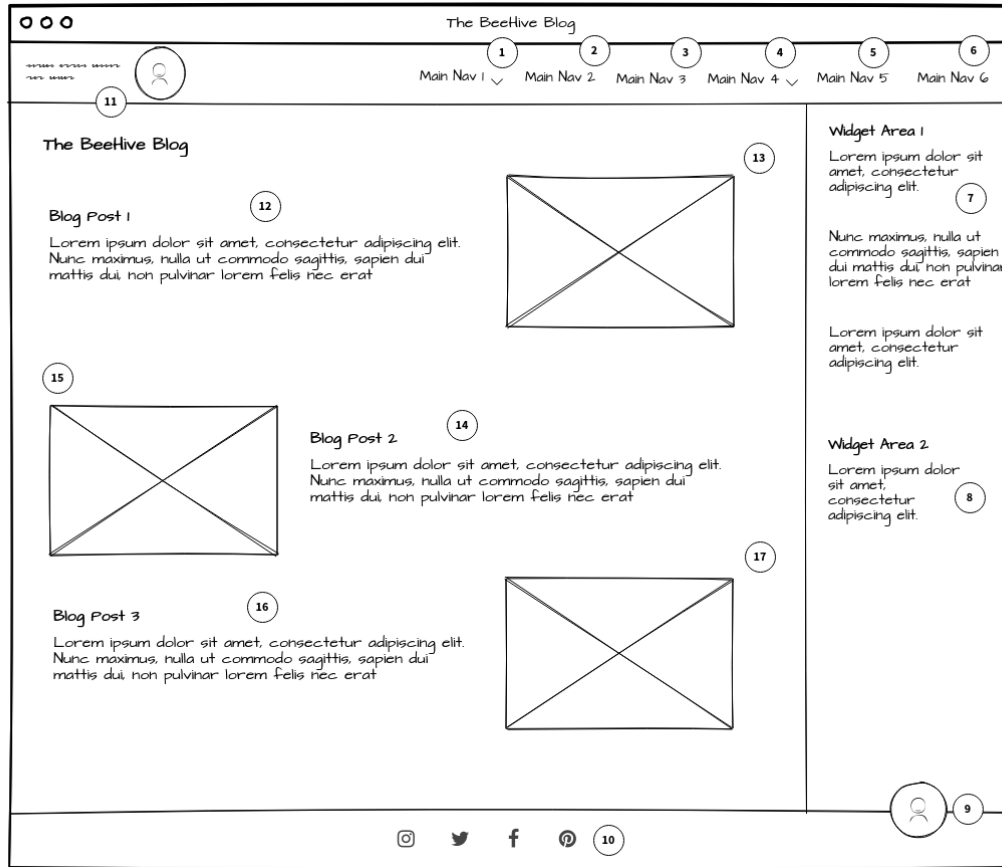 The BeeHive Blog
1
2
3
4
5
6
Main Nav 1
Main Nav 2
Main Nav 3
Main Nav 4
Main Nav 5
Main Nav 6
11
The BeeHive Blog
12
Blog Post 1
Lorem ipsum dolor sit amet, consectetur adipiscing elit.
Nunc maximus, nulla ut commodo sagittis, sapien dui
mattis dui, non pulvinar lorem felis nec erat
13
15
14
Blog Post 2
Lorem ipsum dolor sit amet, consectetur adipiscing elit.
Nunc maximus, nulla ut commodo sagittis, sapien dui
mattis dui, non pulvinar lorem felis nec erat
16
Blog Post 3
Lorem ipsum dolor sit amet, consectetur adipiscing elit.
Nunc maximus, nulla ut commodo sagittis, sapien dui
mattis dui, non pulvinar lorem felis nec erat
17
Widget Area 1
Lorem ipsum dolor sit
amet, consectetur
adipiscing elit.
7
Nunc maximus, nulla ut
commodo sagittis, sapien
dui mattis dui, non pulvinar
lorem felis nec erat
Lorem ipsum dolor sit
amet, consectetur
adipiscing elit.
Widget Area 2
Lorem ipsum dolor
sit amet,
consectetur
adipiscing elit.
8
9
10